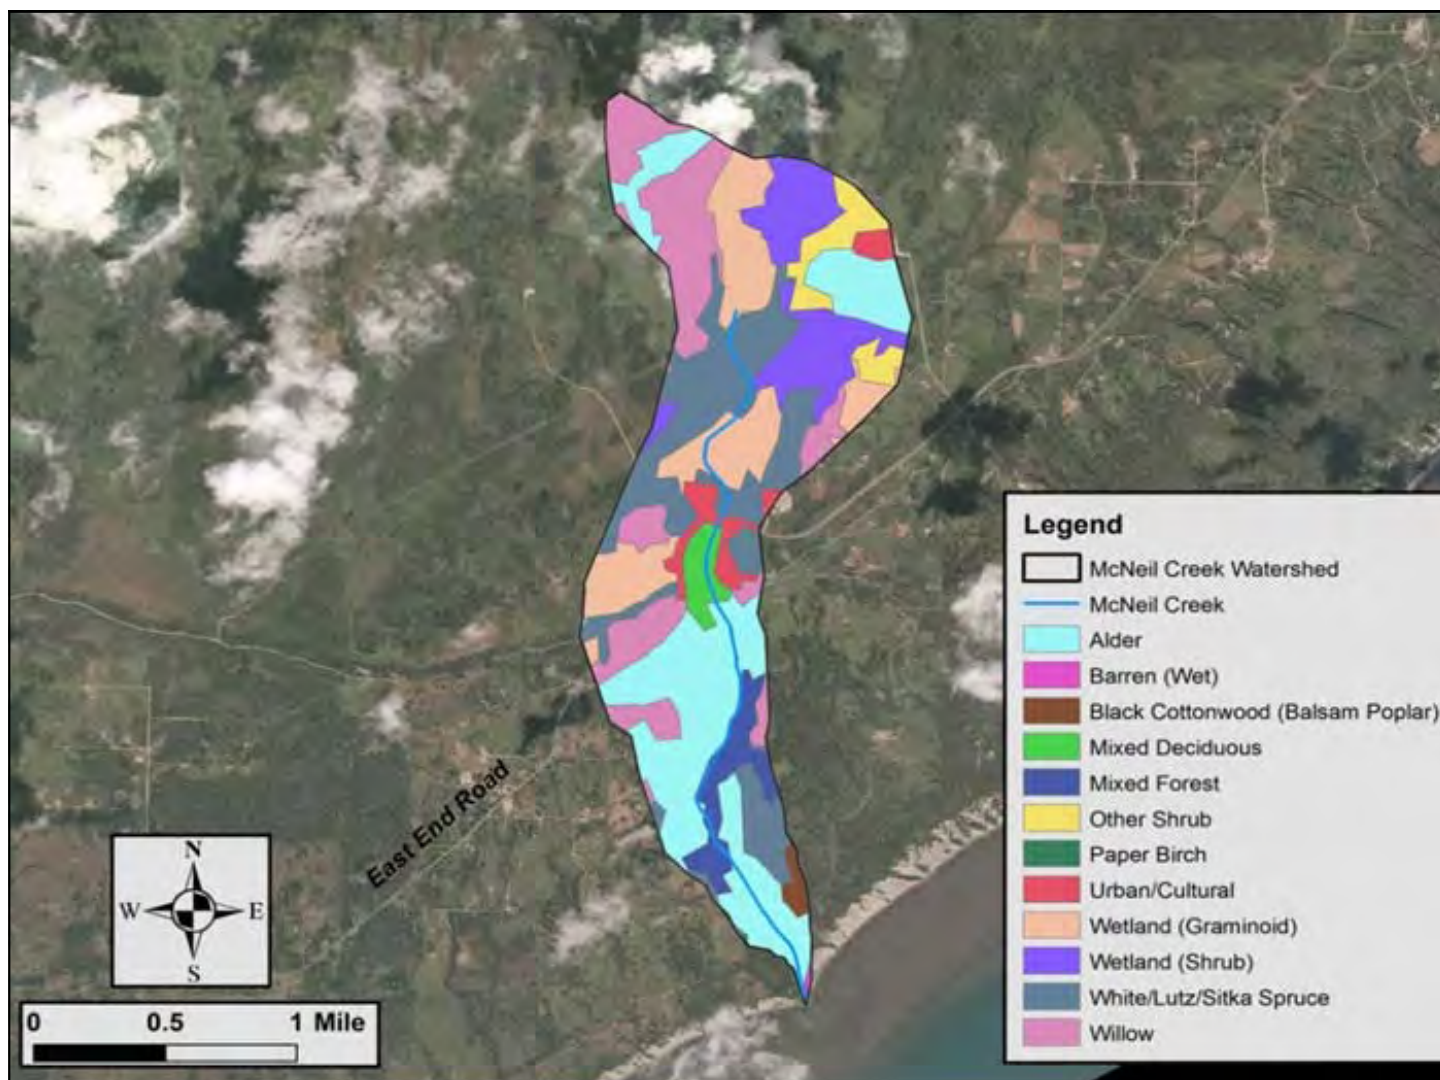 Legend
McNeil Creek Watershed
McNeil Creek
Alder
Barren (Wet)
Black Cottonwood (Balsam Poplar)
Mixed Deciduous
Mixed Forest
Other Shrub
Paper Birch
Urban/Cultural
Wetland (Graminoid)
Wetland (Shrub)
White/Lutz/Sitka Spruce
Willow
East End Road
N
W E
S
0 0.5 1 Mile